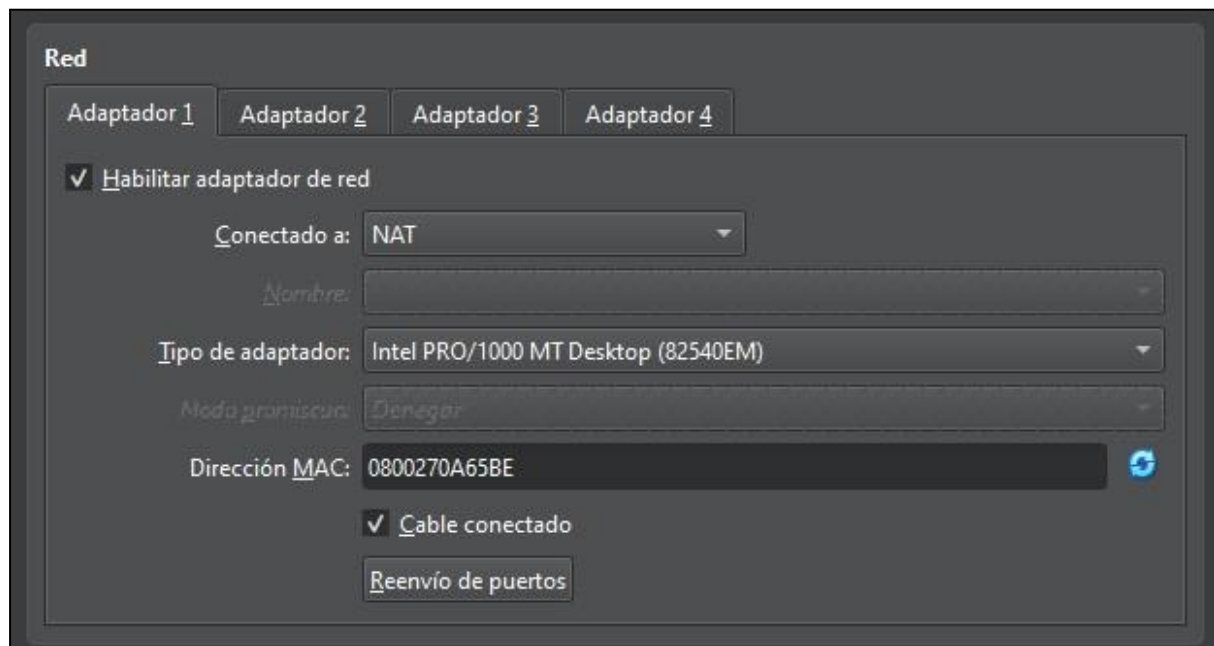 Red
Adaptador 1 Adaptador 2 Adaptador 3 Adaptador 4
Habilitar adaptador de red
Conectado a: NAT
Nombre:
Tipo de adaptador: Intel PRO/1000 MT Desktop (82540EM)
Modo promiscuo: Denegar
Dirección MAC: 0800270A65BE
Cable conectado
Reenvío de puertos